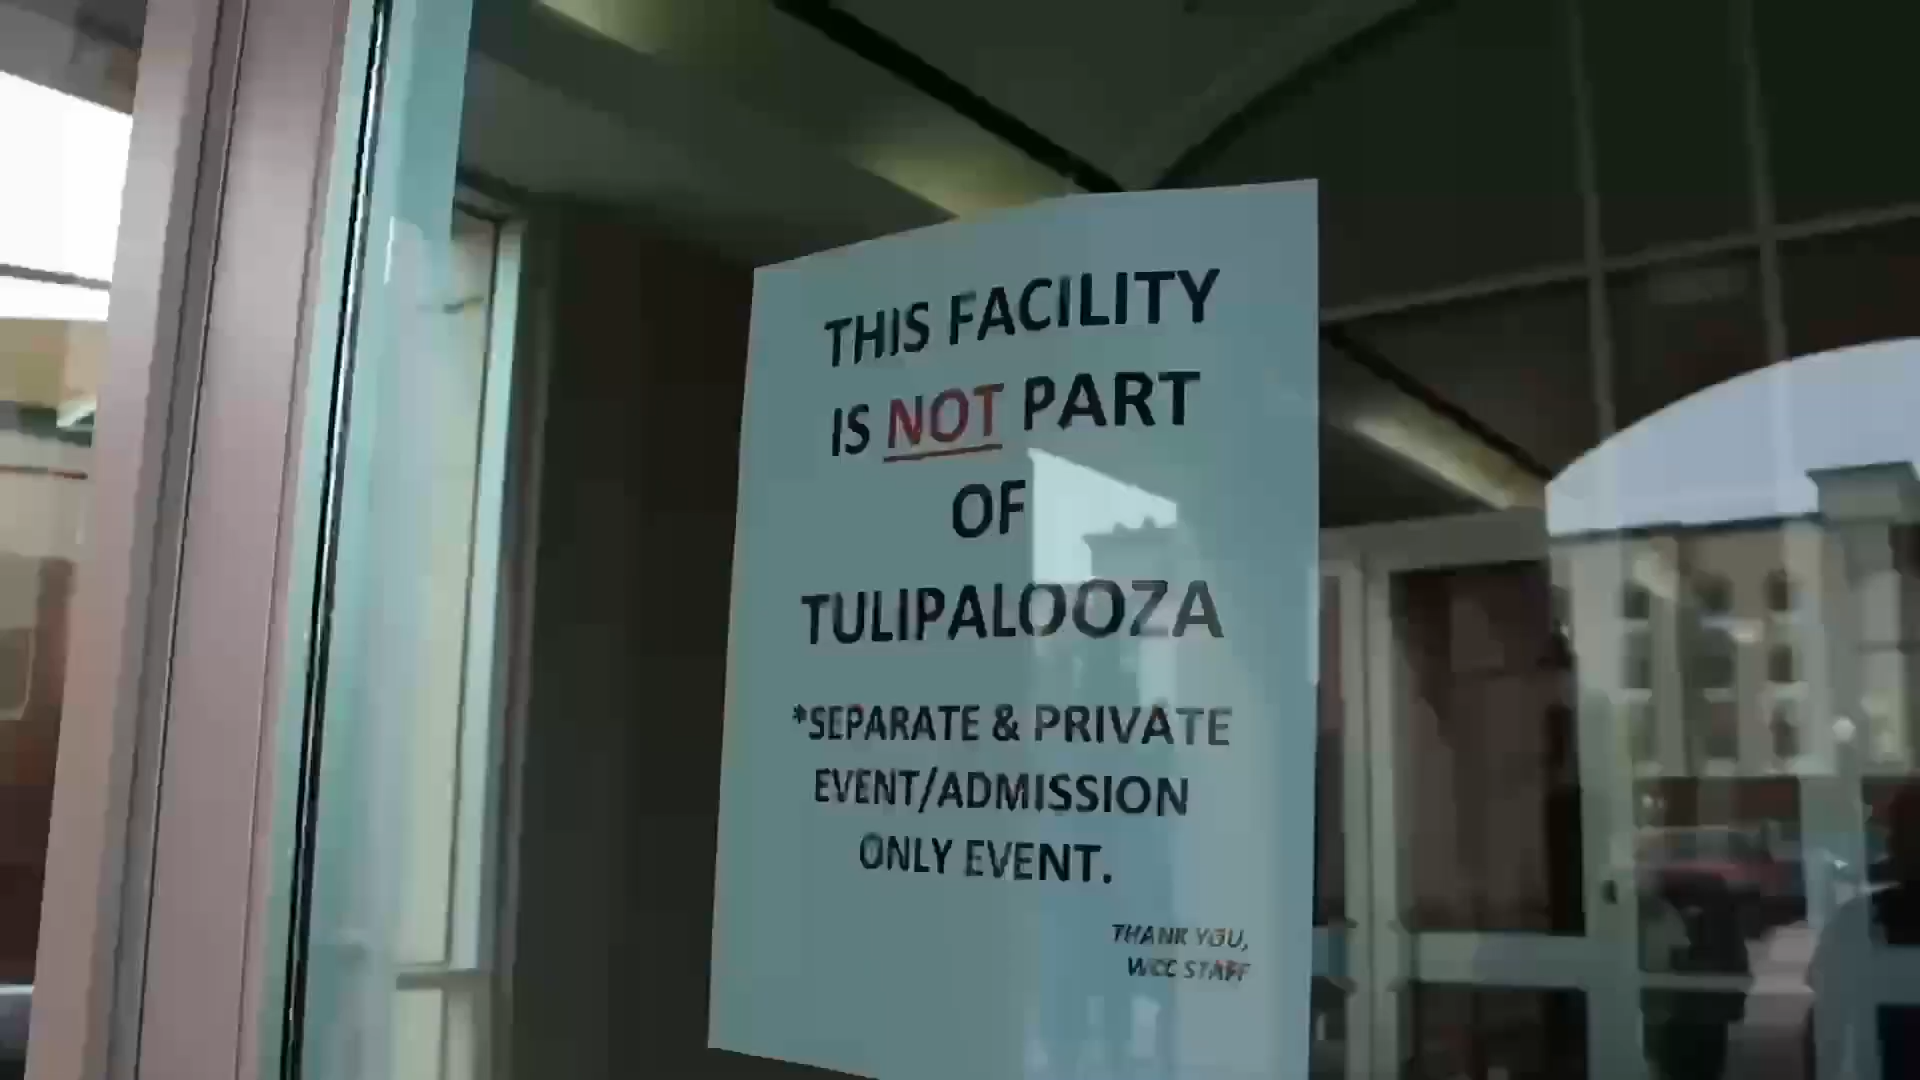 THIS FACILITY
IS NOT PART
OF
TULIPALOOZA
*SEPARATE & PRIVATE
EVENT/ADMISSION
ONLY EVENT.
THANK YOU,
WCC STAFF